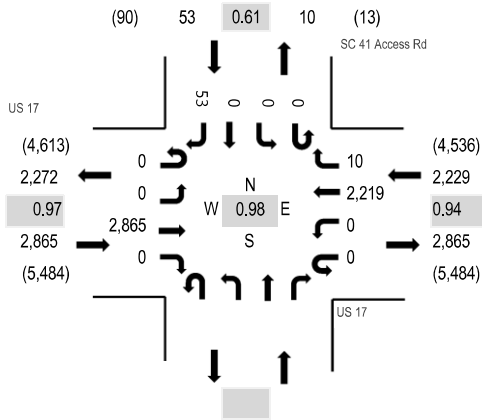 (90) 53 0.61 10 (13)
SC 41 Access Rd
53 0 0 0
US 17
(4,613) 0 10 (4,536)
2,272 2,229
0 N 2,219
0.97 W 0.98 E 0.94
2,865 S 0
2,865 2,865
0 0
(5,484) (5,484)
US 17